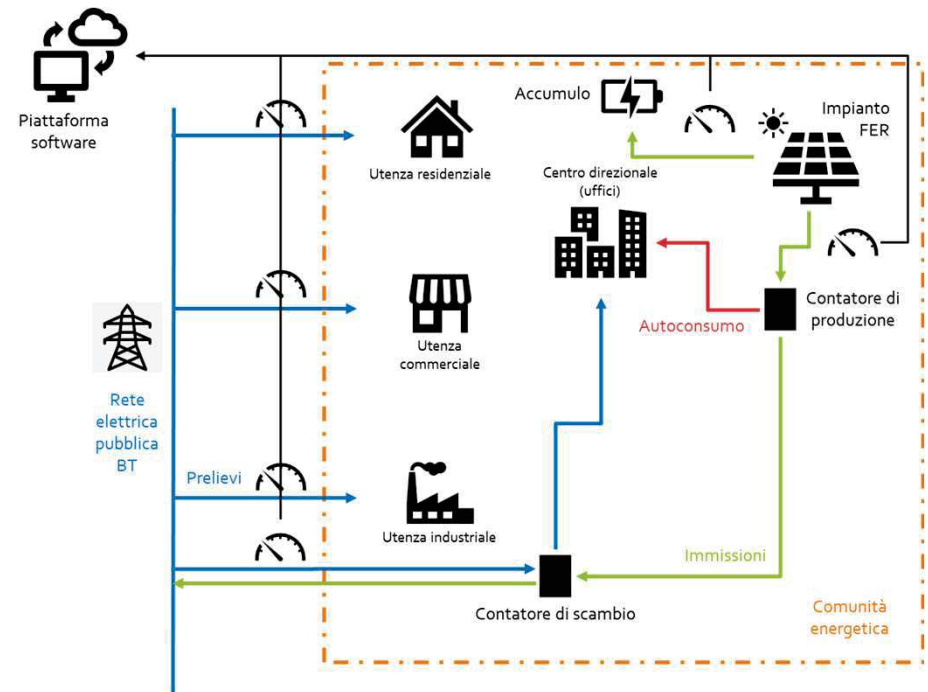 Piattaforma
software
Accumulo
Impianto
FER
Utenza residenziale
Centro direzionale
(uffici)
Contatore di
produzione
Autoconsumo
Utenza
commerciale
Rete
elettrica
pubblica
BT
Prelievi
Utenza industriale
Immissioni
Contatore di scambio
Comunità
energetica